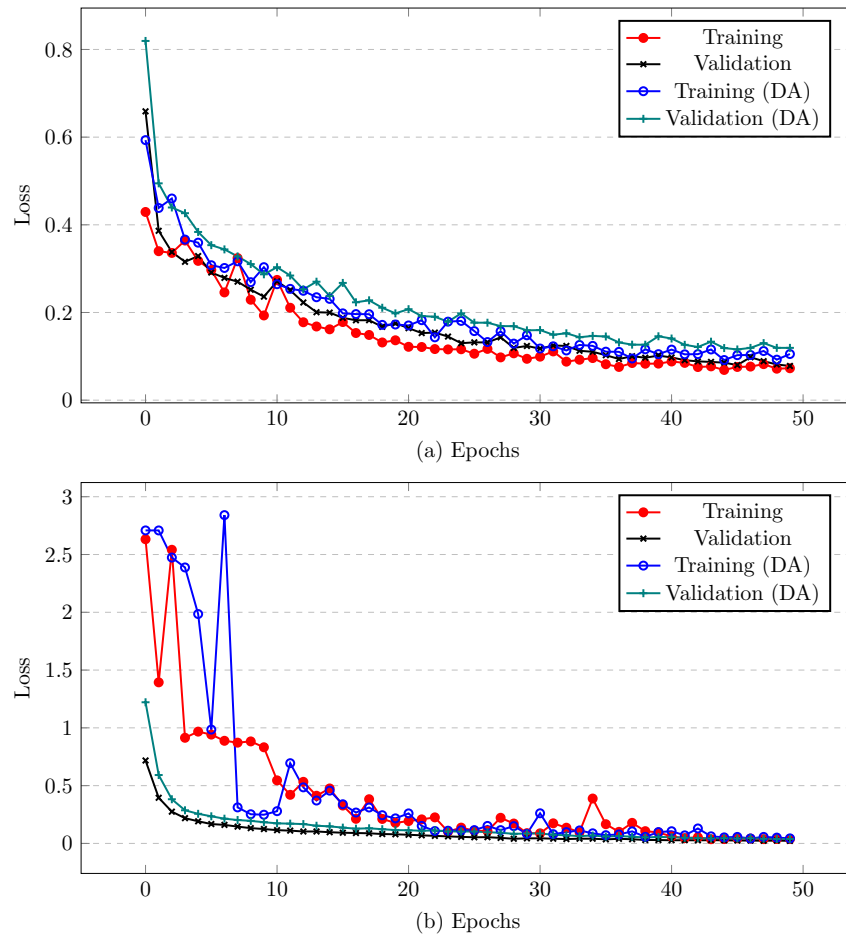 0.8
0.6
0.4
0.2
0
Loss
Training
Validation
Training (DA)
Validation (DA)
0 10 20 30 40 50
(a) Epochs
3
2.5
2
1.5
1
0.5
0
Loss
Training
Validation
Training (DA)
Validation (DA)
0 10 20 30 40 50
(b) Epochs